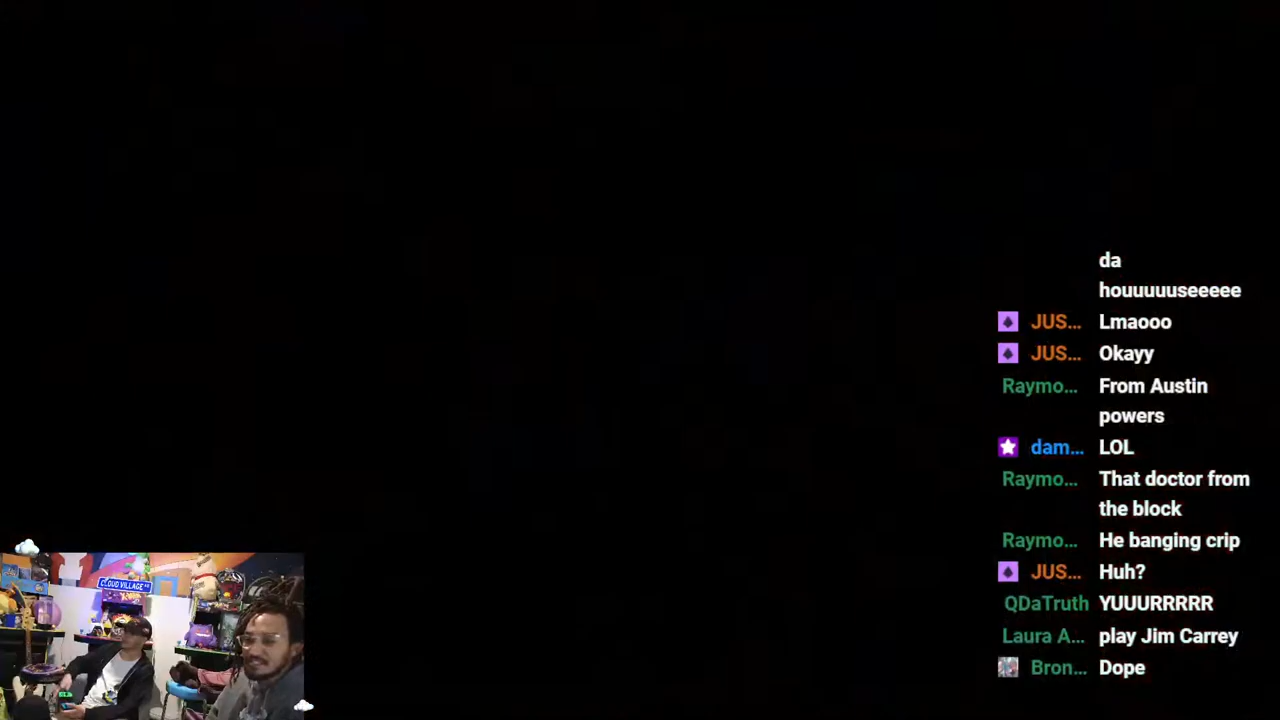 da
houuuuuseeeee
JUS... Lmaooo
JUS... Okayy
Raymo... From Austin
powers
dam... LOL
Raymo... That doctor from
the block
Raymo... He banging crip
JUS... Huh?
QDaTruth YUUURRRRR
Laura A... play Jim Carrey
Bron... Dope
CLOUD VILLAGE